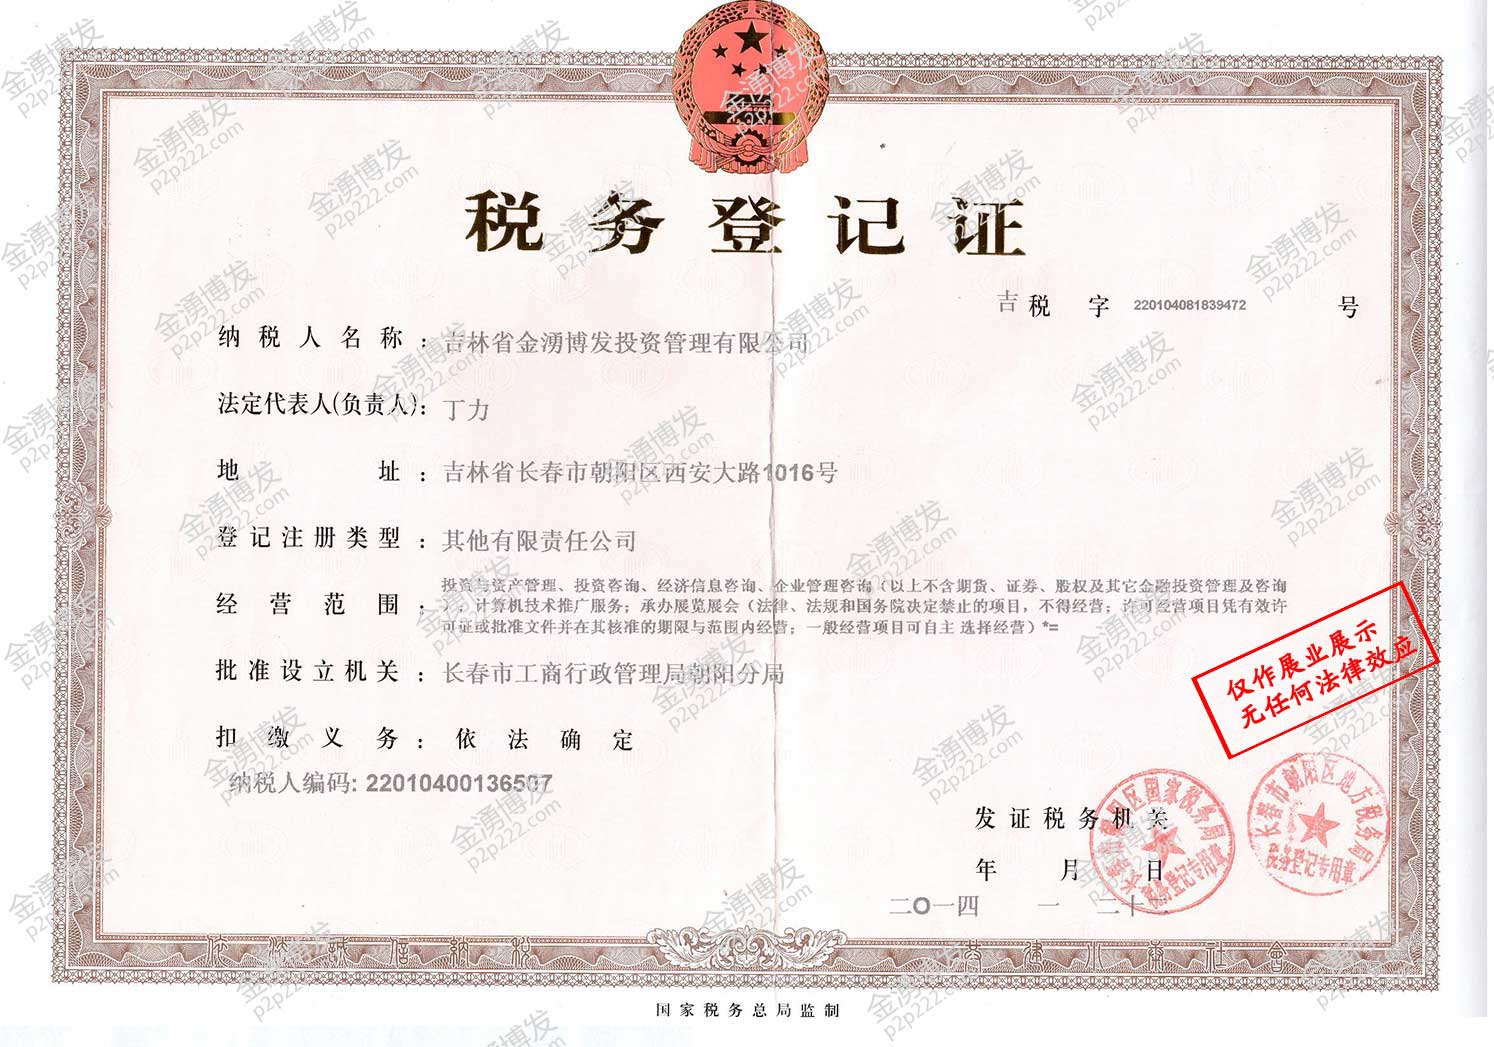 税务登记证
吉税 字 220104081839472 号
纳税人名称：吉林省金湧博发投资管理有限公司
法定代表人(负责人)：丁力
地 址：吉林省长春市朝阳区西安大路1016号
登记注册类型：其他有限责任公司
经营范围：投资与资产管理、投资咨询、经济信息咨询、企业管理咨询（以上不含期货、证券、股权及其它金融投资管理及咨询
）；计算机技术推广服务；承办展览展会（法律、法规和国务院决定禁止的项目，不得经营；许可经营项目凭有效许
可证或批准文件并在其核准的期限与范围内经营；一般经营项目可自主 选择经营）*=
批准设立机关：长春市工商行政管理局朝阳分局
扣缴义务：依法确定
纳税人编码: 22010400136507
仅作展业展示
无任何法律效应
发证税务机关
年 月 日
二O一四 一 二十
长春市朝阳区国家税务局
税务登记专用章
长春市朝阳区地方税务局
税务登记专用章
依法诚信纳税
共建小康社会
国家税务总局监制
金湧博发
p2p222.com